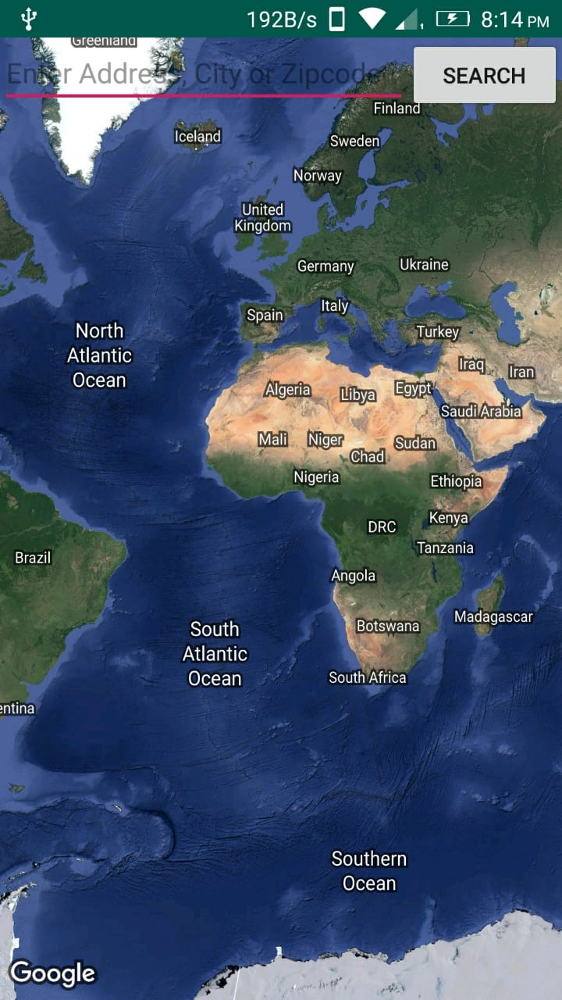 192B/s 8:14 PM
Greenland
Enter Address, City or Zipcode
SEARCH
Finland
Iceland
Sweden
Norway
United
Kingdom
Germany
Ukraine
Italy
Spain
North
Atlantic
Ocean
Turkey
Iraq
Iran
Algeria
Libya
Egypt
Saudi Arabia
Mali
Niger
Chad
Sudan
Nigeria
Ethiopia
Kenya
DRC
Tanzania
Brazil
Angola
Madagascar
Botswana
South
Atlantic
Ocean
South Africa
entina
Southern
Ocean
Google